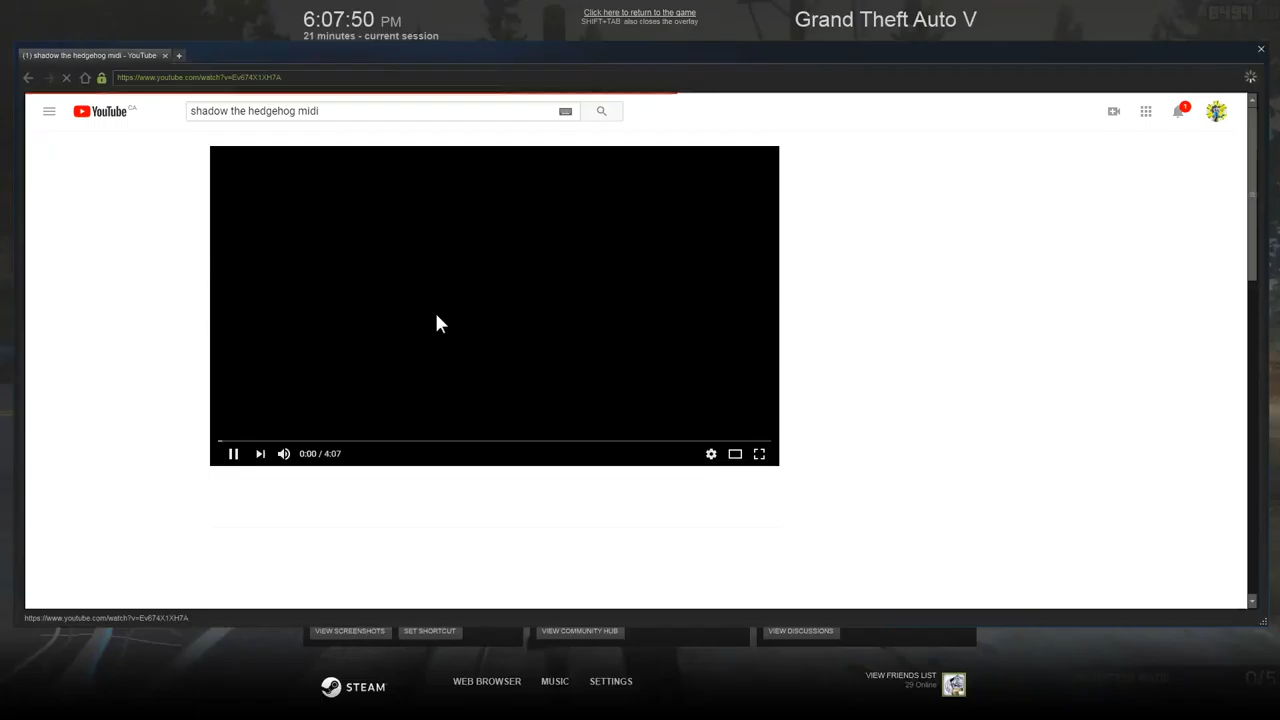 6:07:50 PM
21 minutes - current session
Click here to return to the game
SHIFT+TAB also closes the overlay
Grand Theft Auto V
(1) shadow the hedgehog midi - YouTube
https://www.youtube.com/watch?v=Ev674X1XH7A
YouTube CA
shadow the hedgehog midi
1
0:00 / 4:07
https://www.youtube.com/watch?v=Ev674X1XH7A
VIEW SCREENSHOTS
SET SHORTCUT
VIEW COMMUNITY HUB
VIEW DISCUSSIONS
STEAM
WEB BROWSER
MUSIC
SETTINGS
VIEW FRIENDS LIST
29 Online